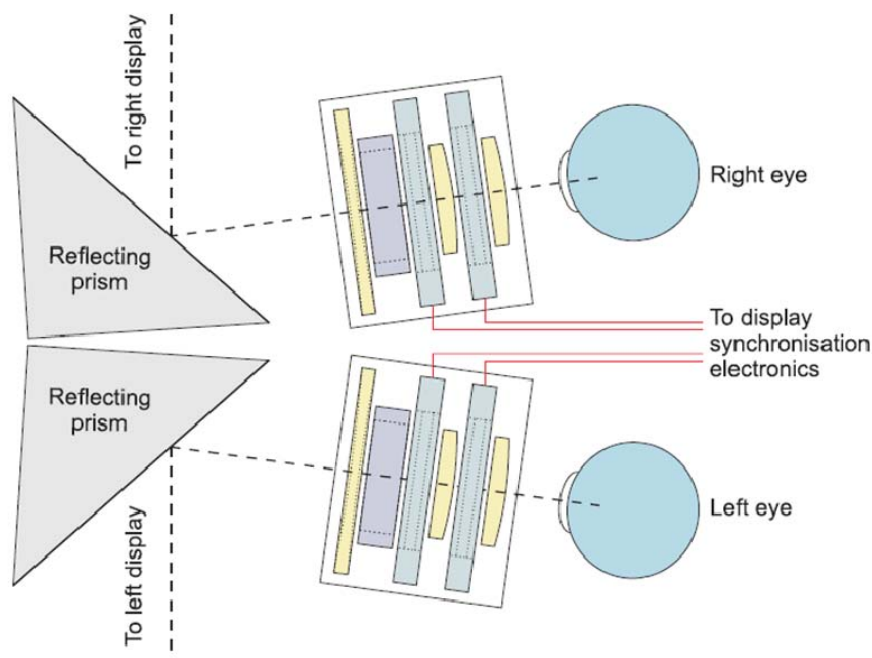 To right display
Reflecting
prism
Right eye
To display
synchronisation
electronics
Reflecting
prism
Left eye
To left display